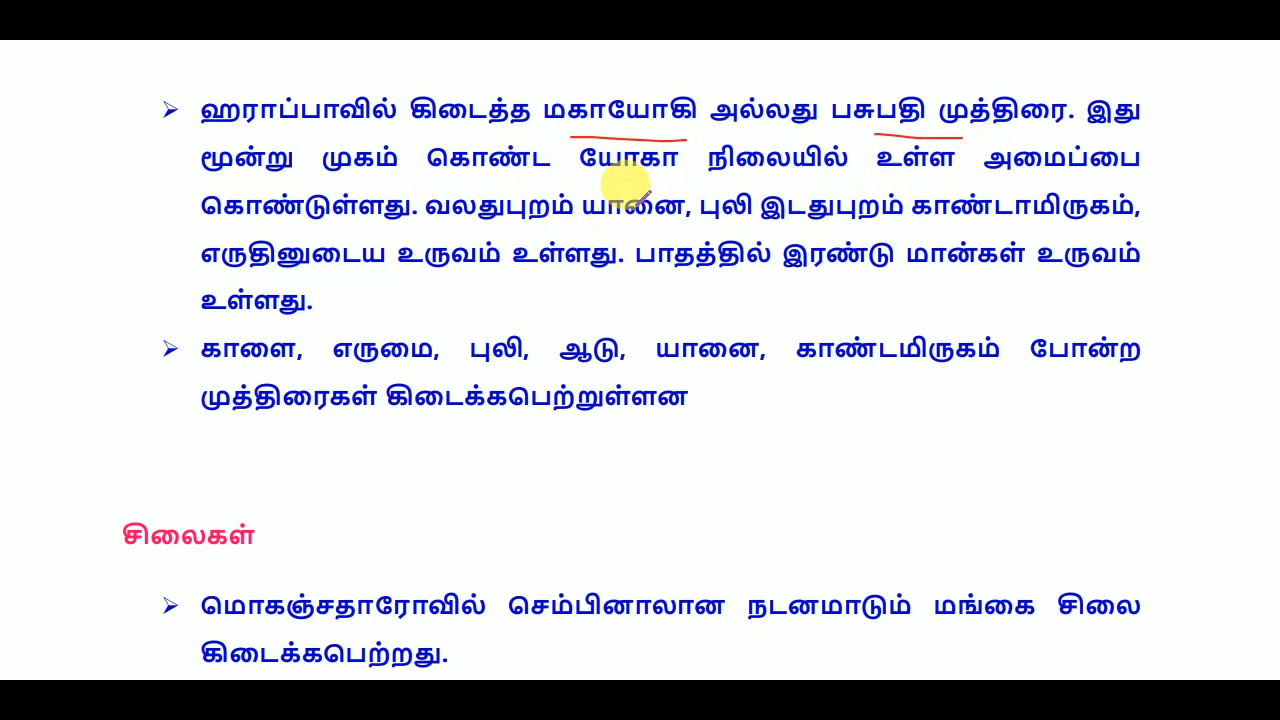 ஹராப்பாவில் கிடைத்த மகாயோகி அல்லது பசுபதி முத்திரை. இது
மூன்று முகம் கொண்ட யோகா நிலையில் உள்ள அமைப்பை
கொண்டுள்ளது. வலதுபுறம் யானை, புலி இடதுபுறம் காண்டாமிருகம்,
எருதினுடைய உருவம் உள்ளது. பாதத்தில் இரண்டு மான்கள் உருவம்
உள்ளது.
காளை, எருமை, புலி, ஆடு, யானை, காண்டமிருகம் போன்ற
முத்திரைகள் கிடைக்கபெற்றுள்ளன
சிலைகள்
மொகஞ்சதாரோவில் செம்பினாலான நடனமாடும் மங்கை சிலை
கிடைக்கபெற்றது.